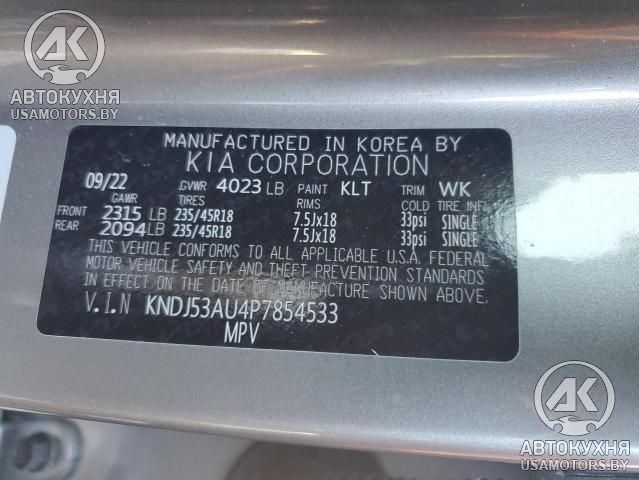 AK
АВТОКУХНЯ
USAMOTORS.BY
MANUFACTURED IN KOREA BY
KIA CORPORATION
09/22 GVWR 4023 LB PAINT KLT TRIM WK
GAWR TIRES RIMS COLD TIRE INFL
FRONT 2315 LB 235/45R18 7.5Jx18 33psi SINGLE
REAR 2094 LB 235/45R18 7.5Jx18 33psi SINGLE
THIS VEHICLE CONFORMS TO ALL APPLICABLE U.S.A. FEDERAL
MOTOR VEHICLE SAFETY AND THEFT PREVENTION STANDARDS
IN EFFECT ON THE DATE OF MANUFACTURE SHOWN ABOVE.
V.I.N KNDJ53AU4P7854533
MPV
AK
АВТОКУХНЯ
USAMOTORS.BY